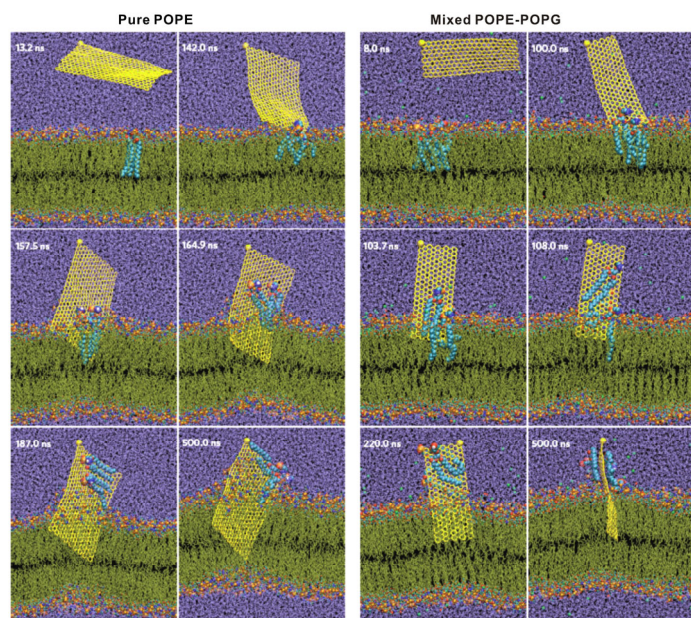 Pure POPE
Mixed POPE-POPG
13.2 ns
142.0 ns
8.0 ns
100.0 ns
157.5 ns
164.9 ns
103.7 ns
108.0 ns
187.0 ns
500.0 ns
220.0 ns
500.0 ns